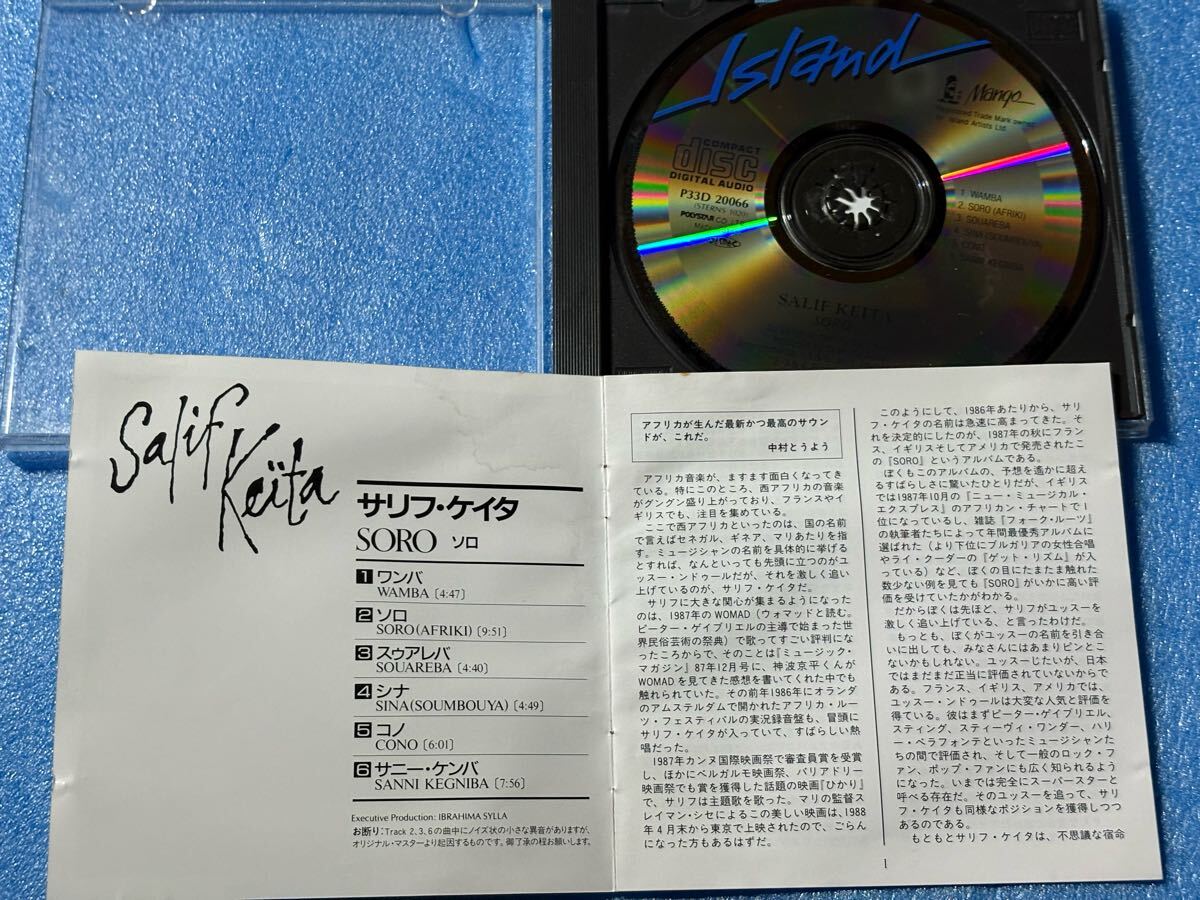 Island
Mango
Registered Trade Mark owned
by Island Artists Ltd.
COMPACT
disc
DIGITAL AUDIO
P33D 20066
(STERNS 1020)
POLYSTAR CO., LTD.
1. WAMBA
2. SORO (AFRIKI)
3. SOUAREBA
4. SINA (SOUMBOUYA)
5. CONO
6. SANNI KEGNIBA
SALIF KEITA
SORO
Salif
Keïta
サリフ・ケイタ
SORO ソロ
1 ワンバ
WAMBA [4:47]
2 ソロ
SORO(AFRIKI) [9:51]
3 スゥアレバ
SOUAREBA [4:40]
4 シナ
SINA(SOUMBOUYA) [4:49]
5 コノ
CONO [6:01]
6 サニー・ケンバ
SANNI KEGNIBA [7:56]
Executive Production: IBRAHIMA SYLLA
お断り:Track 2、3、6の曲中にノイズ状の小さな異音がありますが、
オリジナル・マスターより起因するものです。御了承の程お願いします。
アフリカが生んだ最新かつ最高のサウン
ドが、これだ。
中村とうよう
アフリカ音楽が、ますます面白くなってき
ている。特にこのところ、西アフリカの音楽
がグングン盛り上がっており、フランスやイ
ギリスでも、注目を集めている。
ここで西アフリカといったのは、国の名前
で言えばセネガル、ギネア、マリあたりを指
す。ミュージシャンの名前を具体的に挙げる
とすれば、なんといっても先頭に立つのがユ
ッスー・ンドゥールだが、それを激しく追い
上げているのが、サリフ・ケイタだ。
サリフに大きな関心が集まるようになった
のは、1987年のWOMAD(ウォマッドと読む。
ピーター・ゲイブリエルの主導で始まった世
界民俗芸術の祭典)で歌ってすごい評判にな
ったころからで、そのことは『ミュージック・
マガジン』87年12月号に、神波京平くんが
WOMADを見てきた感想を書いてくれた中でも
触れられていた。その前年1986年にオランダ
のアムステルダムで開かれたアフリカ・ルー
ツ・フェスティバルの実況録音盤も、冒頭に
サリフ・ケイタが入っていて、すばらしい熱
唱だった。
1987年カンヌ国際映画祭で審査員賞を受賞
し、ほかにベルガルモ映画祭、バリアドリー
映画祭でも賞を獲得した話題の映画『ひかり』
で、サリフは主題歌を歌った。マリの監督ス
レイマン・シセによるこの美しい映画は、1988
年4月末から東京で上映されたので、ごらん
になった方もあるはずだ。
このようにして、1986年あたりから、サリ
フ・ケイタの名前は急速に高まってきた。そ
れを決定的にしたのが、1987年の秋にフラン
ス、イギリスそしてアメリカで発売されたこ
の『SORO』というアルバムである。
ぼくもこのアルバムの、予想を遙かに超え
るすばらしさに驚いたひとりだが、イギリス
では1987年10月の『ニュー・ミュージカル・
エクスプレス』のアフリカン・チャートで1
位になっているし、雑誌『フォーク・ルーツ』
の執筆者たちによって年間最優秀アルバムに
選ばれた(より下位にブルガリアの女性合唱
やライ・クーダーの『ゲット・リズム』が入
っている)など、ぼくの目にたまたま触れた
数少ない例を見ても『SORO』がいかに高い評
価を受けていたかがわかる。
だからぼくは先ほど、サリフがユッスーを
激しく追い上げている、と言ったわけだ。
もっとも、ぼくがユッスーの名前を引き合
いに出しても、みなさんにはあまりピンとこ
ないかもしれない。ユッスーじたいが、日本
ではまだまだ正当に評価されていないからで
ある。フランス、イギリス、アメリカでは、
ユッスー・ンドゥールは大変な人気と評価を
得ている。彼はまずピーター・ゲイブリエル、
スティング、スティーヴィ・ワンダー、ハリ
ー・ベラフォンテといったミュージシャンた
ちの間で評価され、そして一般のロック・フ
ァン、ポップ・ファンにも広く知られるよう
になった。いまでは完全にスーパースターと
呼べる存在だ。そのユッスーを追って、サリ
フ・ケイタも同様なポジションを獲得しつつ
あるのである。
もともとサリフ・ケイタは、不思議な宿命
1